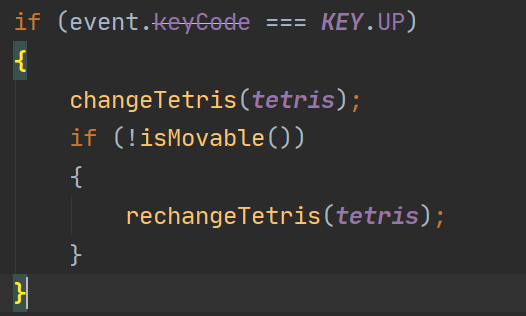 if (event.keyCode === KEY.UP)
{
    changeTetris(tetris);
    if (!isMovable())
    {
        rechangeTetris(tetris);
    }
}